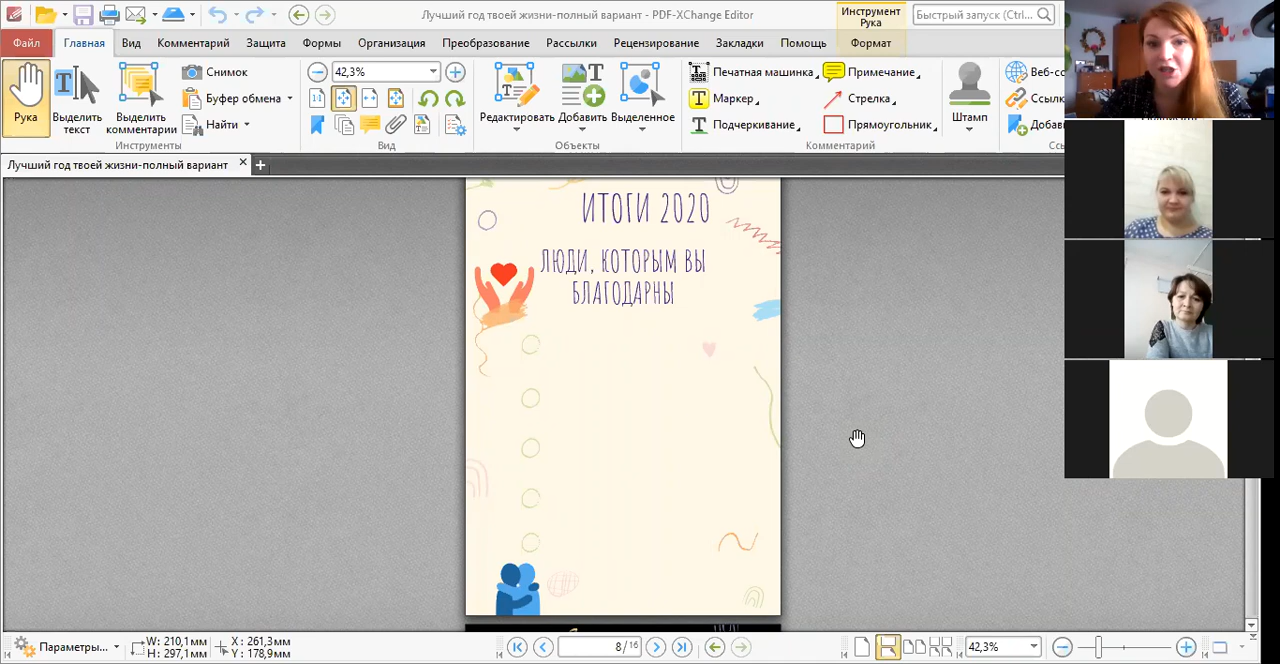 Лучший год твоей жизни-полный вариант - PDF-XChange Editor
Инструмент
Рука
Быстрый запуск (Ctrl...
Файл
Главная
Вид
Комментарий
Защита
Формы
Организация
Преобразование
Рассылки
Рецензирование
Закладки
Помощь
Формат
Рука
Выделить
текст
Выделить
комментарии
Снимок
Буфер обмена
Найти
Инструменты
42,3%
Вид
Редактировать
Добавить
Выделенное
Объекты
Печатная машинка
Маркер
Подчеркивание
Примечание
Стрелка
Прямоугольник
Штамп
Комментарий
Веб-сс
Ссылк
Добав
Лучший год твоей жизни-полный вариант
ИТОГИ 2020
ЛЮДИ, КОТОРЫМ ВЫ
БЛАГОДАРНЫ
Параметры...
W: 210,1мм
H: 297,1мм
X: 261,3мм
Y: 178,9мм
8/16
42,3%